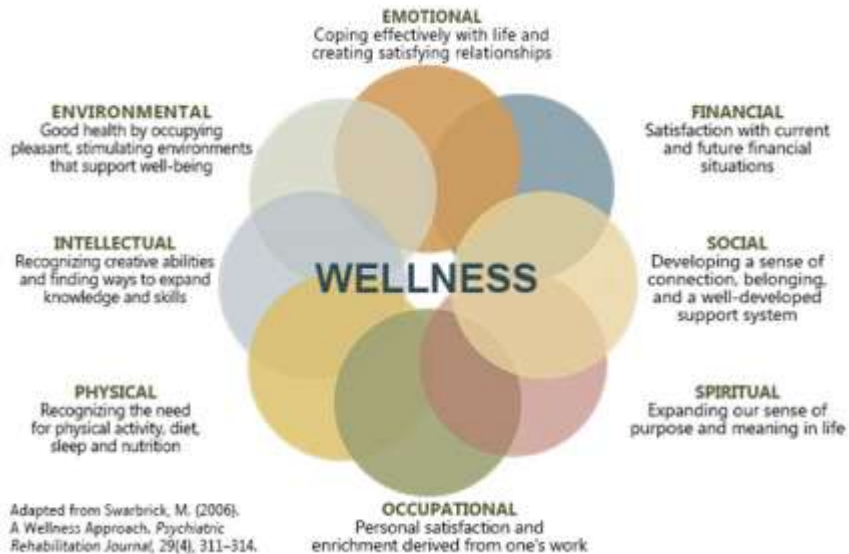 EMOTIONAL
Coping effectively with life and
creating satisfying relationships
ENVIRONMENTAL
Good health by occupying
pleasant, stimulating environments
that support well-being
FINANCIAL
Satisfaction with current
and future financial
situations
INTELLECTUAL
Recognizing creative abilities
and finding ways to expand
knowledge and skills
WELLNESS
SOCIAL
Developing a sense of
connection, belonging,
and a well-developed
support system
PHYSICAL
Recognizing the need
for physical activity, diet,
sleep and nutrition
SPIRITUAL
Expanding our sense of
purpose and meaning in life
OCCUPATIONAL
Personal satisfaction and
enrichment derived from one's work
Adapted from Swarbrick, M. (2006).
A Wellness Approach. Psychiatric
Rehabilitation Journal, 29(4), 311–314.